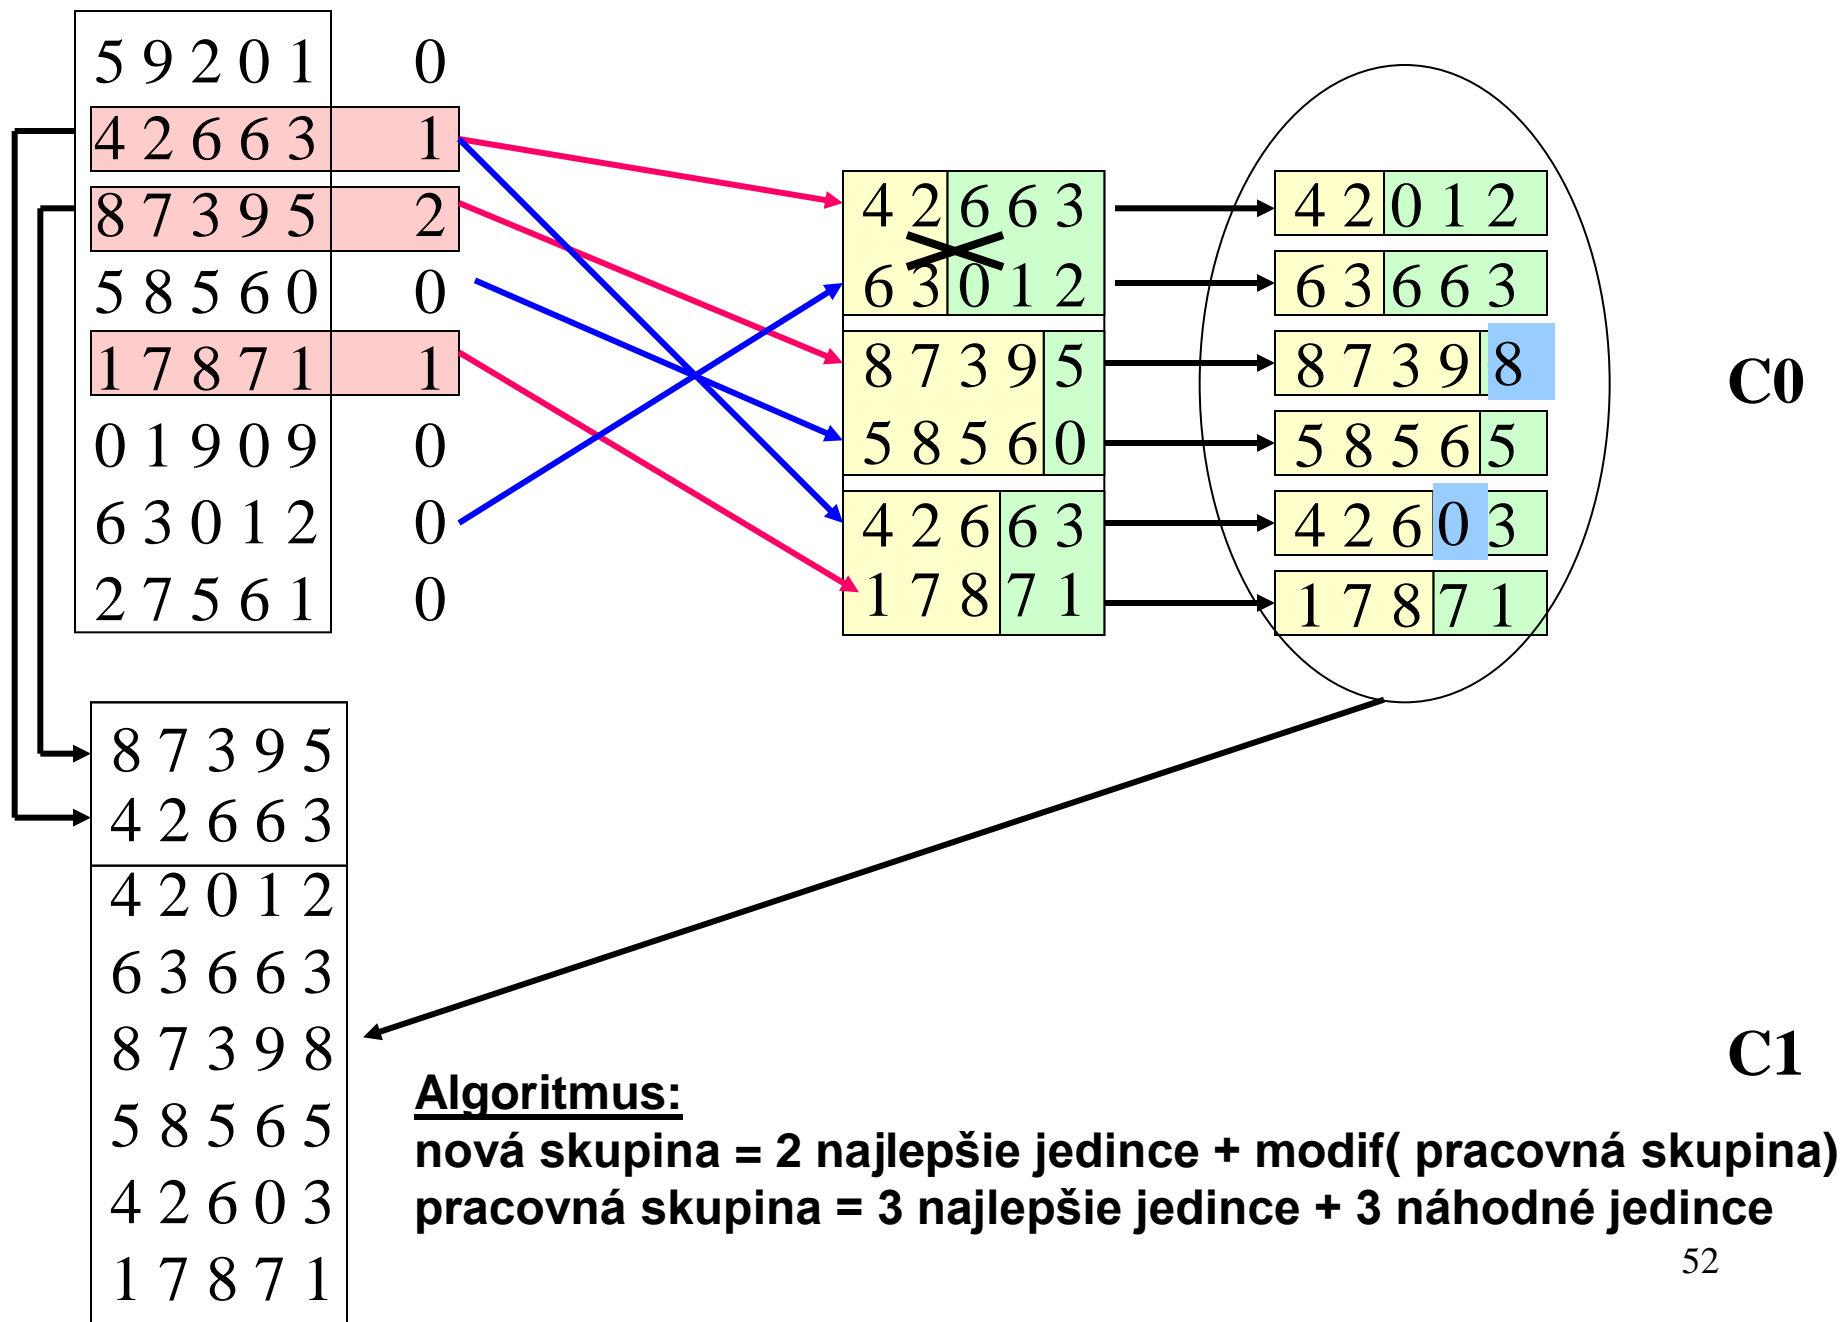 5 9 2 0 1 0
4 2 6 6 3 1
8 7 3 9 5 2
5 8 5 6 0 0
1 7 8 7 1 1
0 1 9 0 9 0
6 3 0 1 2 0
2 7 5 6 1 0
4 2 6 6 3
6 3 0 1 2
8 7 3 9 5
5 8 5 6 0
4 2 6 6 3
1 7 8 7 1
4 2 0 1 2
6 3 6 6 3
8 7 3 9 8
5 8 5 6 5
4 2 6 0 3
1 7 8 7 1
C0
8 7 3 9 5
4 2 6 6 3
4 2 0 1 2
6 3 6 6 3
8 7 3 9 8
5 8 5 6 5
4 2 6 0 3
1 7 8 7 1
C1
Algoritmus:
nová skupina = 2 najlepšie jedince + modif( pracovná skupina)
pracovná skupina = 3 najlepšie jedince + 3 náhodné jedince
52